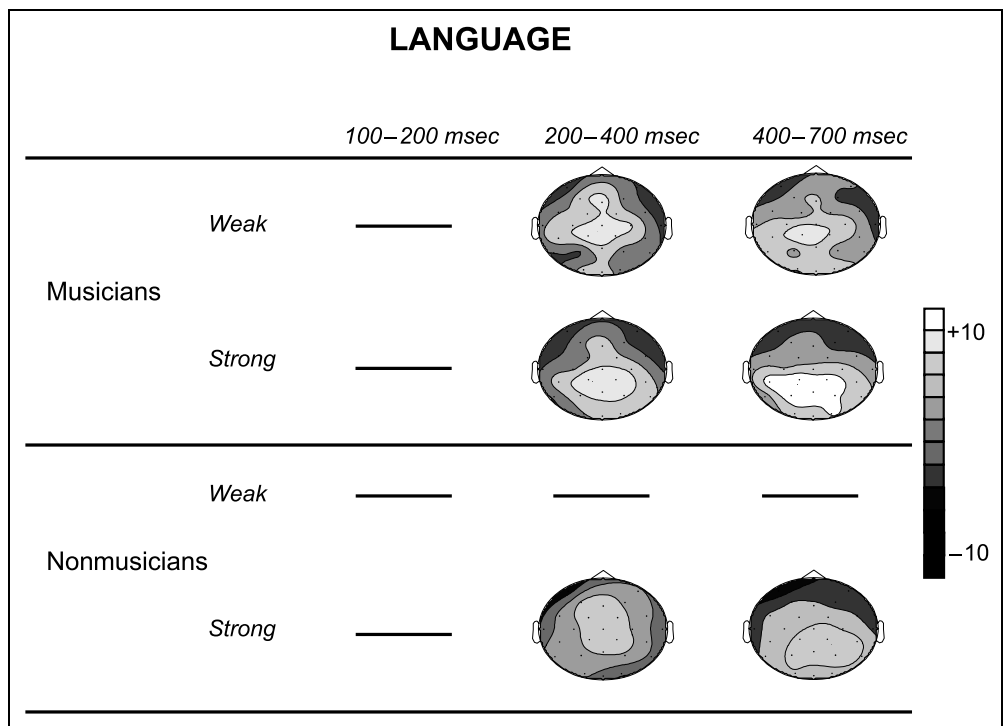 LANGUAGE
100–200 msec 200–400 msec 400–700 msec
Weak
Musicians
+10
Strong
Weak
–10
Nonmusicians
Strong